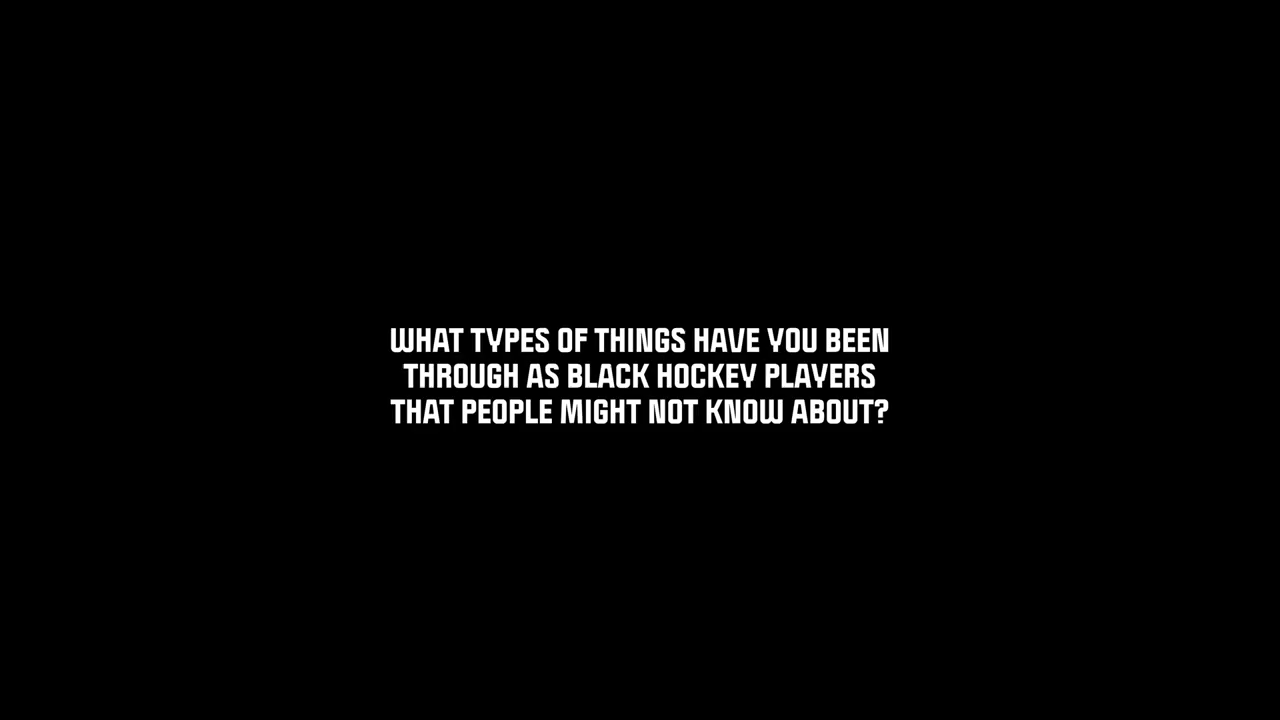 WHAT TYPES OF THINGS HAVE YOU BEEN
THROUGH AS BLACK HOCKEY PLAYERS
THAT PEOPLE MIGHT NOT KNOW ABOUT?